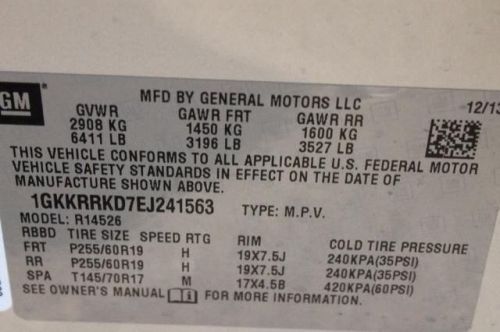 GM
MFD BY GENERAL MOTORS LLC
12/13
GVWR GAWR FRT GAWR RR
2908 KG 1450 KG 1600 KG
6411 LB 3196 LB 3527 LB
THIS VEHICLE CONFORMS TO ALL APPLICABLE U.S. FEDERAL MOTOR
VEHICLE SAFETY STANDARDS IN EFFECT ON THE DATE OF
MANUFACTURE SHOWN ABOVE.
1GKKRRKD7EJ241563 TYPE: M.P.V.
MODEL: R14526
RBBD TIRE SIZE SPEED RTG RIM COLD TIRE PRESSURE
FRT P255/60R19 H 19X7.5J 240KPA(35PSI)
RR P255/60R19 H 19X7.5J 240KPA(35PSI)
SPA T145/70R17 M 17X4.5B 420KPA(60PSI)
SEE OWNER'S MANUAL FOR MORE INFORMATION.